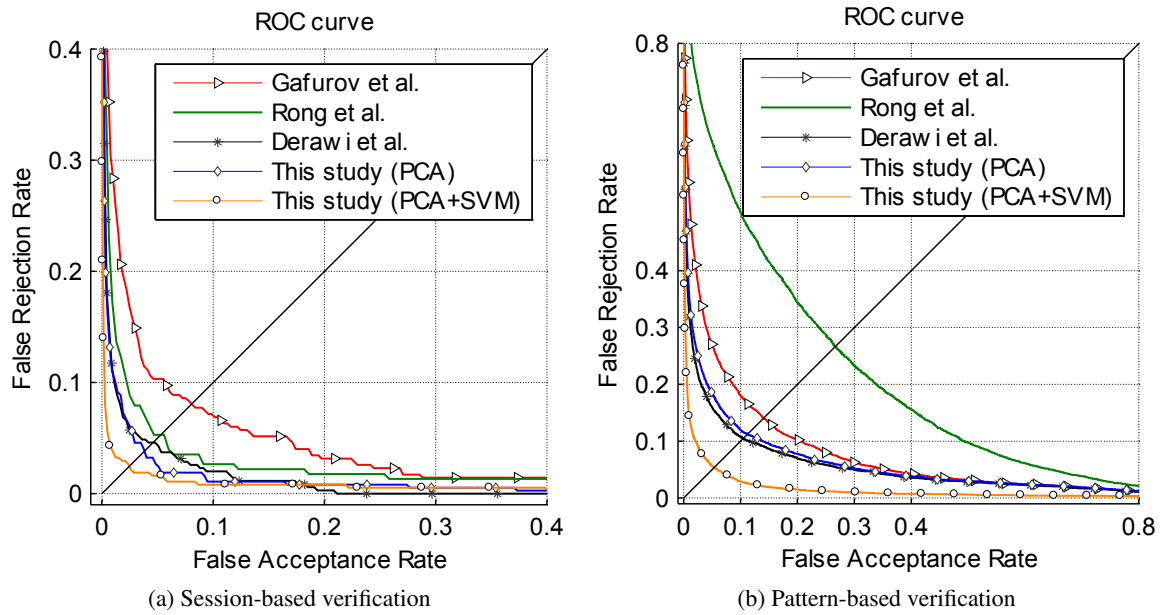 ROC curve
0.4
0.3
0.2
0.1
0
0
0.1
0.2
0.3
0.4
False Rejection Rate
False Acceptance Rate
Gafurov et al.
Rong et al.
Derawi et al.
This study (PCA)
This study (PCA+SVM)
(a) Session-based verification
ROC curve
0.8
0.4
0.3
0.2
0.1
0
0
0.1
0.2
0.3
0.4
0.8
False Rejection Rate
False Acceptance Rate
Gafurov et al.
Rong et al.
Derawi et al.
This study (PCA)
This study (PCA+SVM)
(b) Pattern-based verification